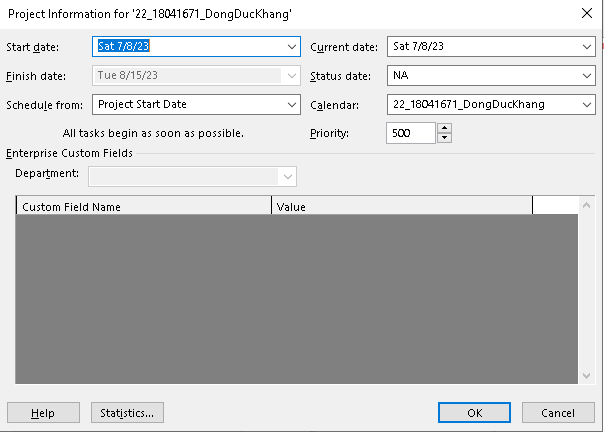 Project Information for '22_18041671_DongDucKhang'
Start date: Sat 7/8/23 Current date: Sat 7/8/23
Finish date: Tue 8/15/23 Status date: NA
Schedule from: Project Start Date Calendar: 22_18041671_DongDucKhang
All tasks begin as soon as possible. Priority: 500
Enterprise Custom Fields
Department:
Custom Field Name Value
Help Statistics... OK Cancel